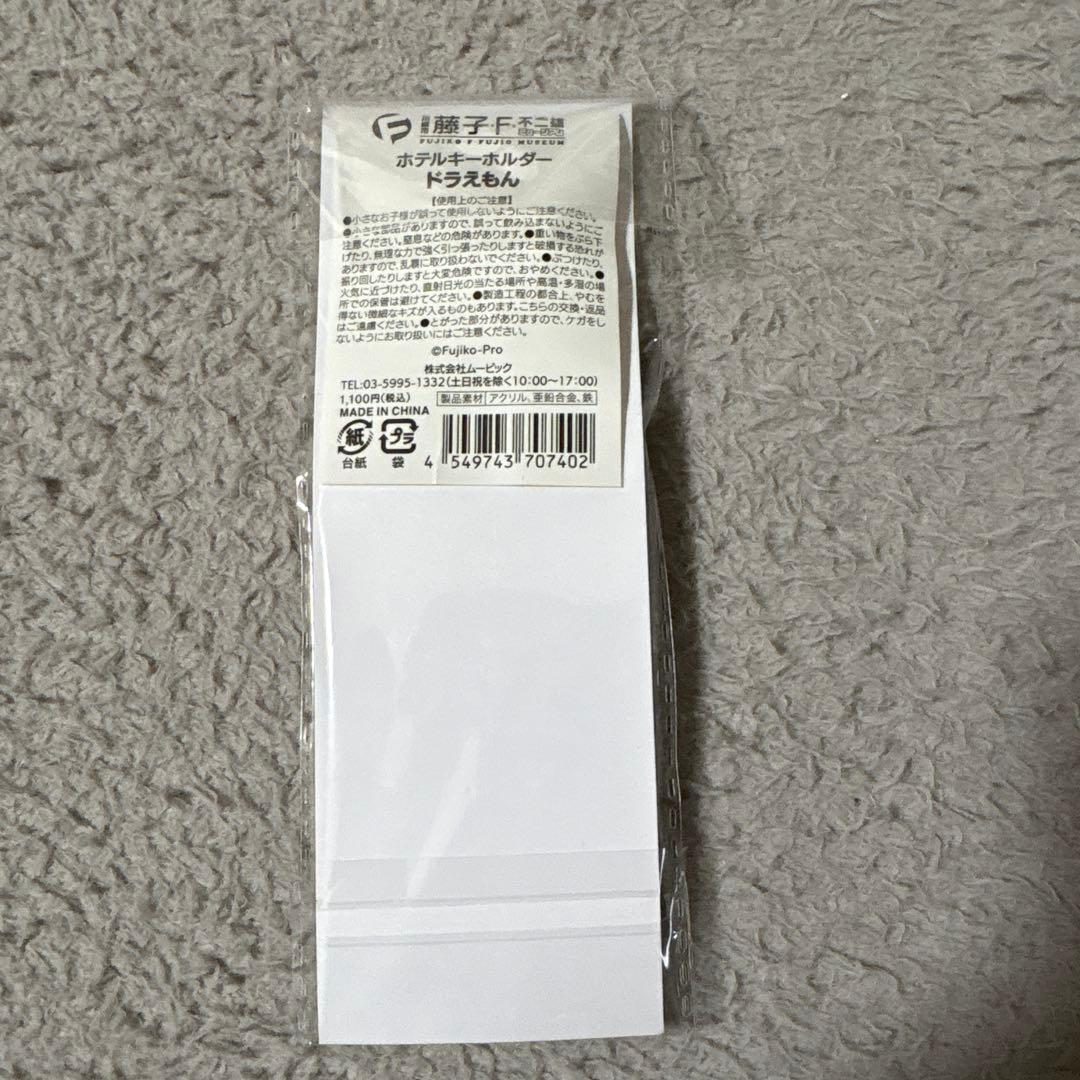 川崎市 藤子・F・不二雄 ミュージアム
FUJIKO・F・FUJIO MUSEUM
ホテルキーホルダー
ドラえもん
【使用上のご注意】
●小さなお子様が誤って使用しないようにご注意ください。
●小さな部品がありますので、誤って飲み込まないようにご
注意ください。窒息などの危険があります。●重い物をぶら下
げたり、無理な力で強く引っ張ったりしますと破損する恐れが
ありますので、乱暴に取り扱わないでください。●ぶつけたり、
振り回したりしますと大変危険ですので、おやめください。●
火気に近づけたり、直射日光の当たる場所や高温・多湿の場
所での保管は避けてください。●製造工程の都合上、やむを
得ない微細なキズが入るものもあります。こちらの交換・返品
はご遠慮ください。●とがった部分がありますので、ケガをし
ないようにお取り扱いにはご注意ください。
©Fujiko-Pro
株式会社ムービック
TEL:03-5995-1332(土日祝を除く10:00〜17:00)
1,100円(税込) 製品素材 アクリル、亜鉛合金、鉄
MADE IN CHINA
紙 プラ
台紙 袋 4 549743 707402